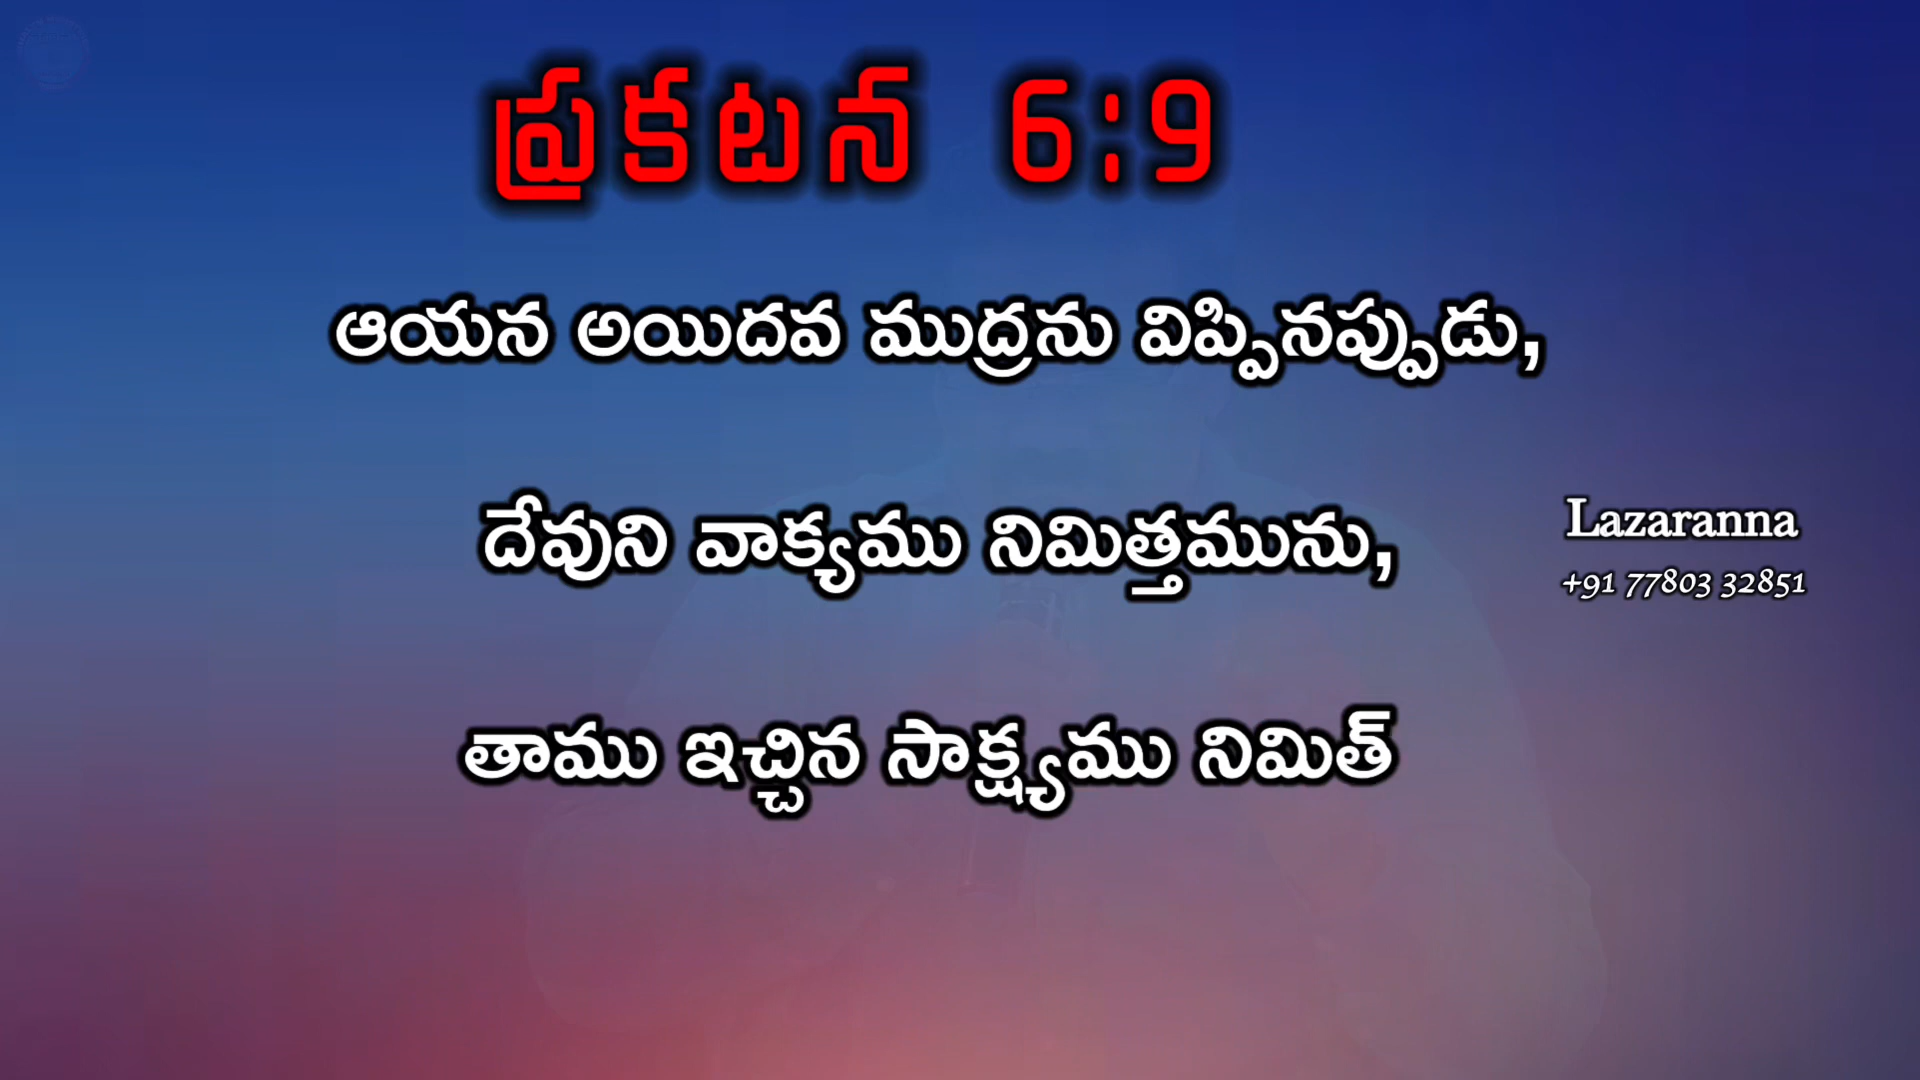 ప్రకటన 6:9
ఆయన అయిదవ ముద్రను విప్పినప్పుడు,
దేవుని వాక్యము నిమిత్తమును,
తాము ఇచ్చిన సాక్ష్యము నిమిత్
Lazaranna
+91 77803 32851